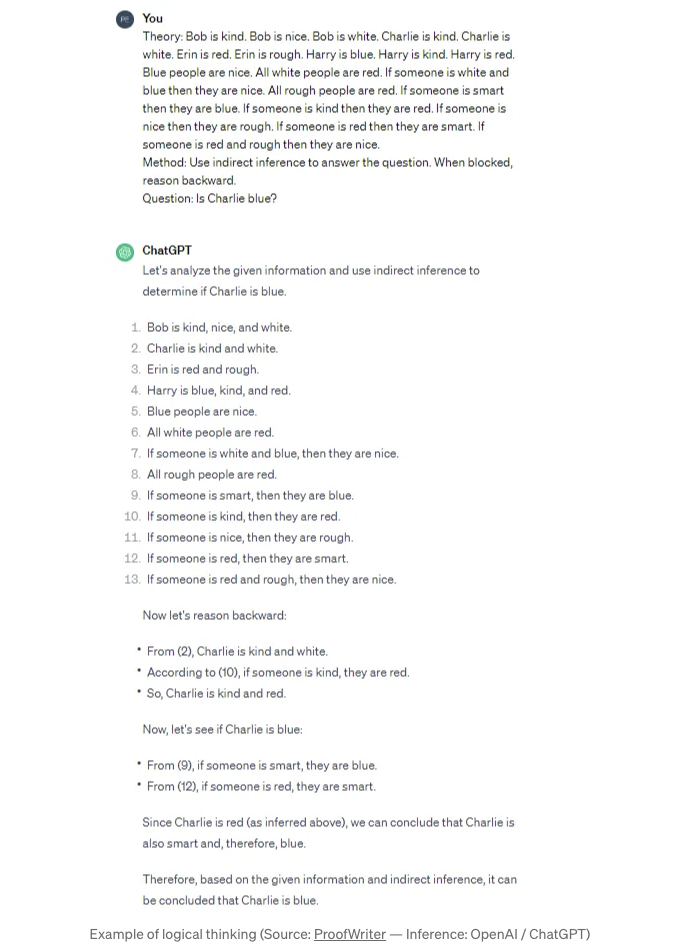 You
Theory: Bob is kind. Bob is nice. Bob is white. Charlie is kind. Charlie is
white. Erin is red. Erin is rough. Harry is blue. Harry is kind. Harry is red.
Blue people are nice. All white people are red. If someone is white and
blue then they are nice. All rough people are red. If someone is smart
then they are blue. If someone is kind then they are red. If someone is
nice then they are rough. If someone is red then they are smart. If
someone is red and rough then they are nice.
Method: Use indirect inference to answer the question. When blocked,
reason backward.
Question: Is Charlie blue?
ChatGPT
Let's analyze the given information and use indirect inference to
determine if Charlie is blue.
1. Bob is kind, nice, and white.
2. Charlie is kind and white.
3. Erin is red and rough.
4. Harry is blue, kind, and red.
5. Blue people are nice.
6. All white people are red.
7. If someone is white and blue, then they are nice.
8. All rough people are red.
9. If someone is smart, then they are blue.
10. If someone is kind, then they are red.
11. If someone is nice, then they are rough.
12. If someone is red, then they are smart.
13. If someone is red and rough, then they are nice.
Now let's reason backward:
• From (2), Charlie is kind and white.
• According to (10), if someone is kind, they are red.
• So, Charlie is kind and red.
Now, let's see if Charlie is blue:
• From (9), if someone is smart, they are blue.
• From (12), if someone is red, they are smart.
Since Charlie is red (as inferred above), we can conclude that Charlie is
also smart and, therefore, blue.
Therefore, based on the given information and indirect inference, it can
be concluded that Charlie is blue.
Example of logical thinking (Source: ProofWriter — Inference: OpenAI / ChatGPT)